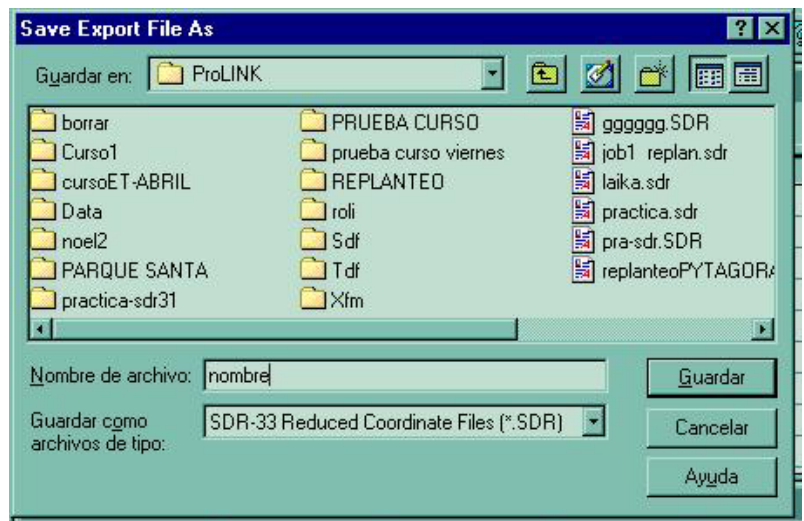 Save Export File As
Guardar en: ProLINK
borrar
Curso1
cursoET-ABRIL
Data
noel2
PARQUE SANTA
practica-sdr31
PRUEBA CURSO
prueba curso viernes
REPLANTEO
roli
Sdf
Tdf
Xfm
gggggg.SDR
job1 replan.sdr
laika.sdr
practica.sdr
pra-sdr.SDR
replanteoPYTAGORA
Nombre de archivo: nombre
Guardar
Guardar como
archivos de tipo:
SDR-33 Reduced Coordinate Files (*.SDR)
Cancelar
Ayuda